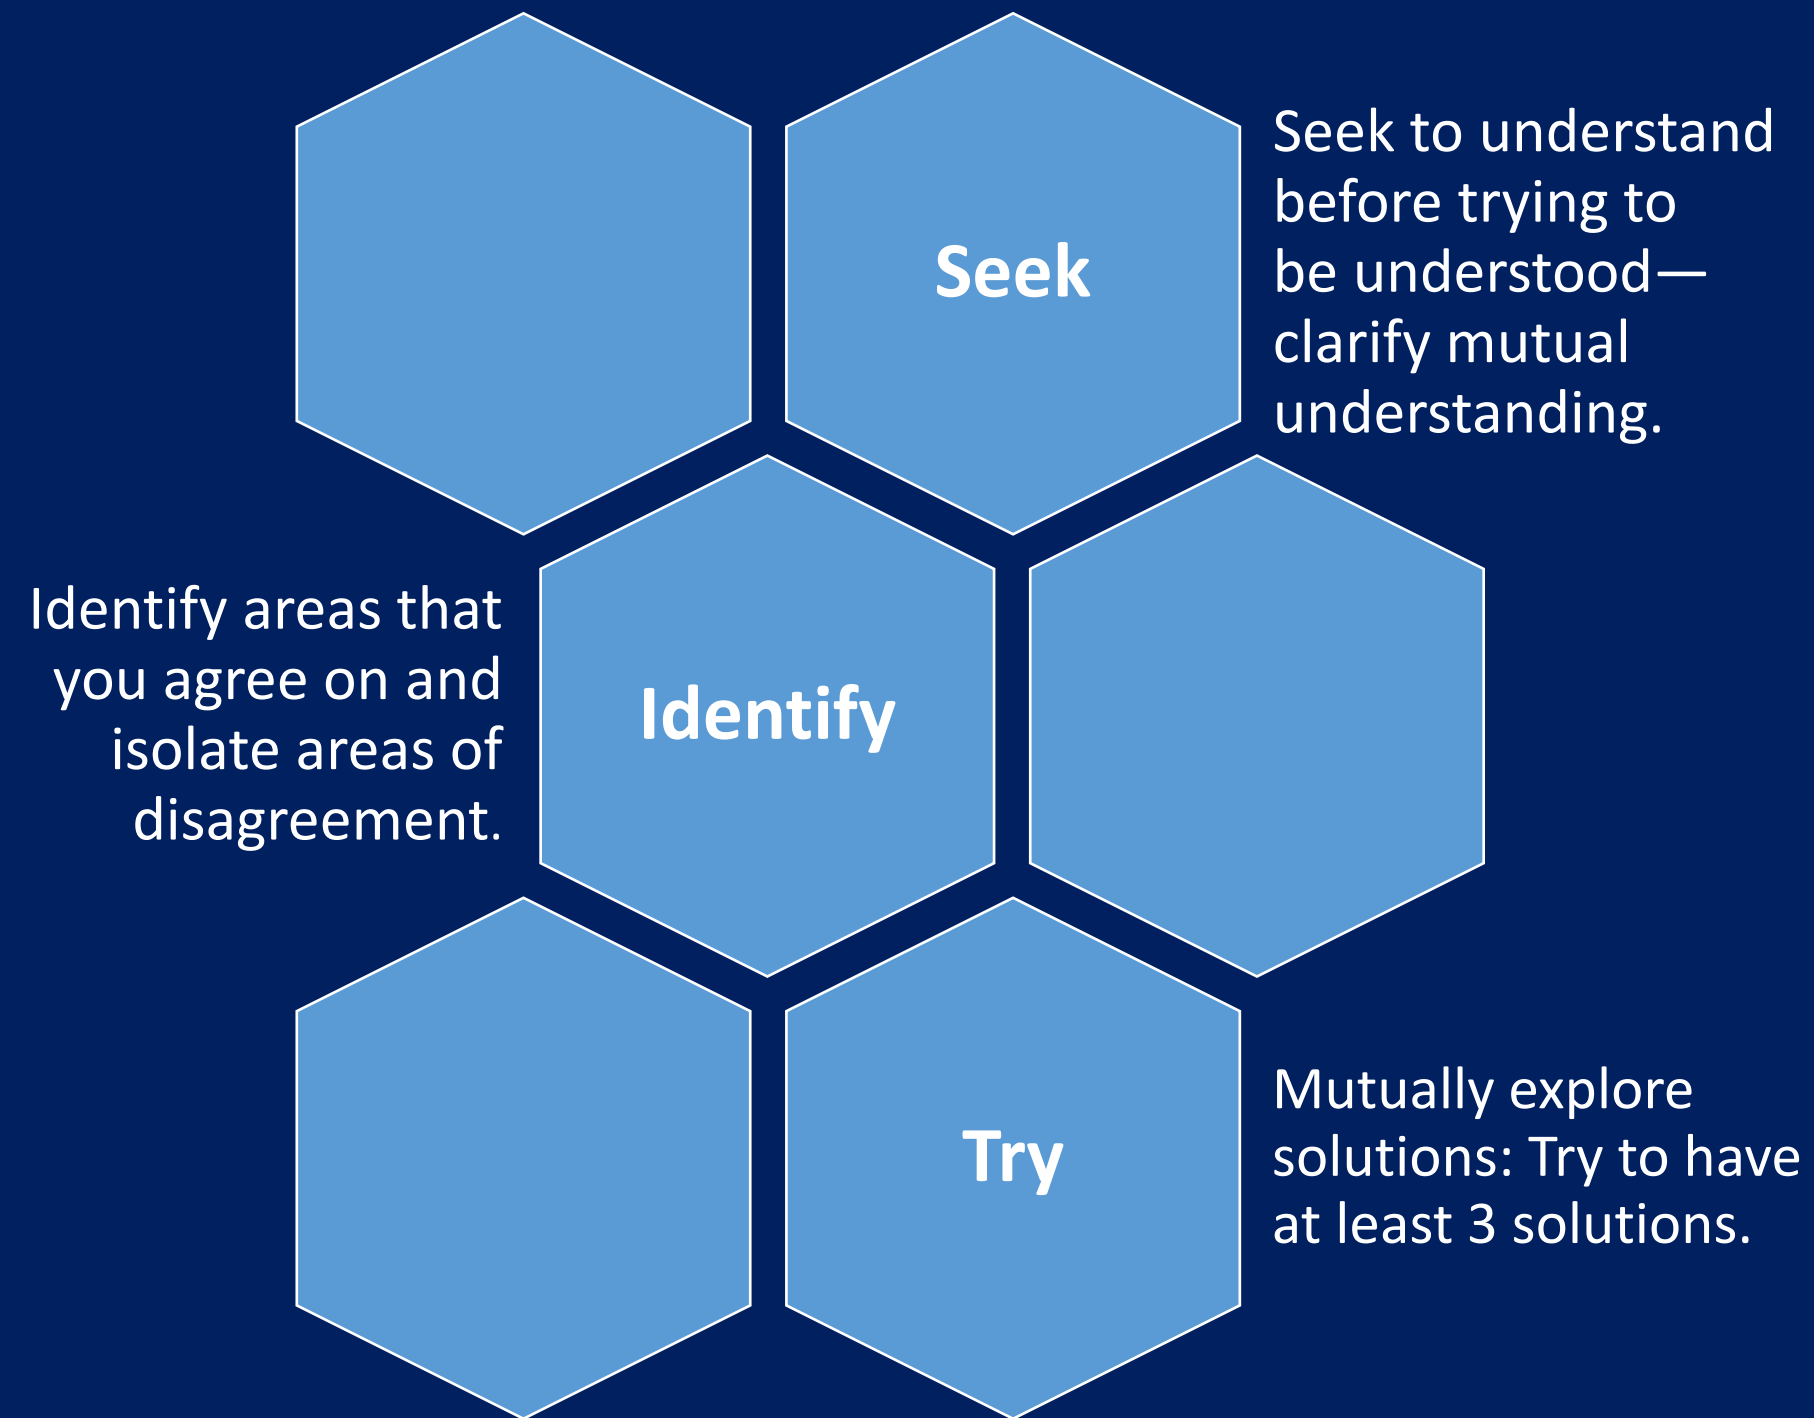 Seek
Seek to understand
before trying to
be understood—
clarify mutual
understanding.
Identify areas that
you agree on and
isolate areas of
disagreement.
Identify
Try
Mutually explore
solutions: Try to have
at least 3 solutions.